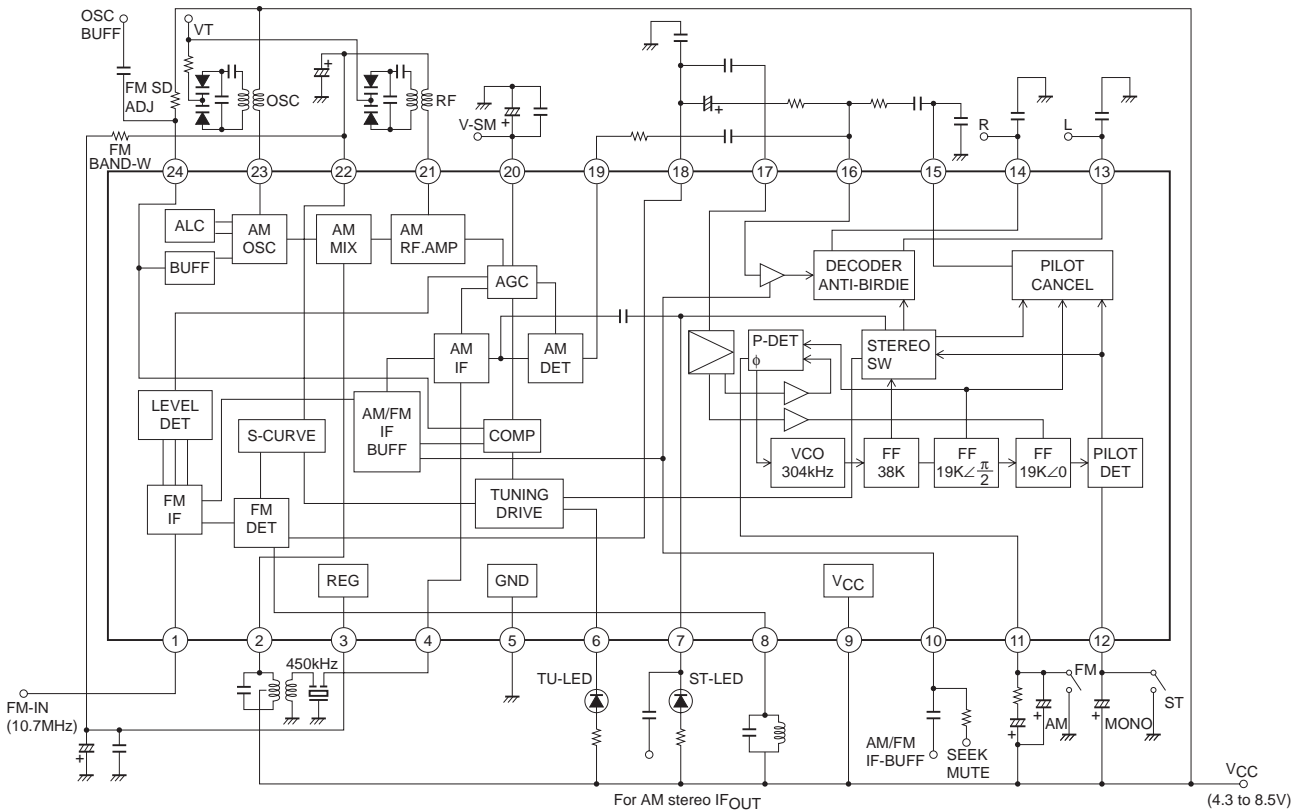 OSC
BUFF
VT
FM SD
ADJ
OSC
+
RF
V-SM
+
+
R
L
FM
BAND-W
24
23
22
21
20
19
18
17
16
15
14
13
ALC
AM
OSC
AM
MIX
AM
RF.AMP
BUFF
AGC
DECODER
ANTI-BIRDIE
PILOT
CANCEL
AM
IF
AM
DET
P-DET
φ
STEREO
SW
LEVEL
DET
S-CURVE
AM/FM
IF
BUFF
COMP
VCO
304kHz
FF
38K
FF
19K∠π/2
FF
19K∠0
PILOT
DET
FM
IF
FM
DET
TUNING
DRIVE
REG
GND
VCC
1
2
3
4
5
6
7
8
9
10
11
12
450kHz
TU-LED
ST-LED
FM
AM
+
+
ST
MONO
+
FM-IN
(10.7MHz)
+
AM/FM
IF-BUFF
SEEK
MUTE
For AM stereo IFOUT
VCC
(4.3 to 8.5V)